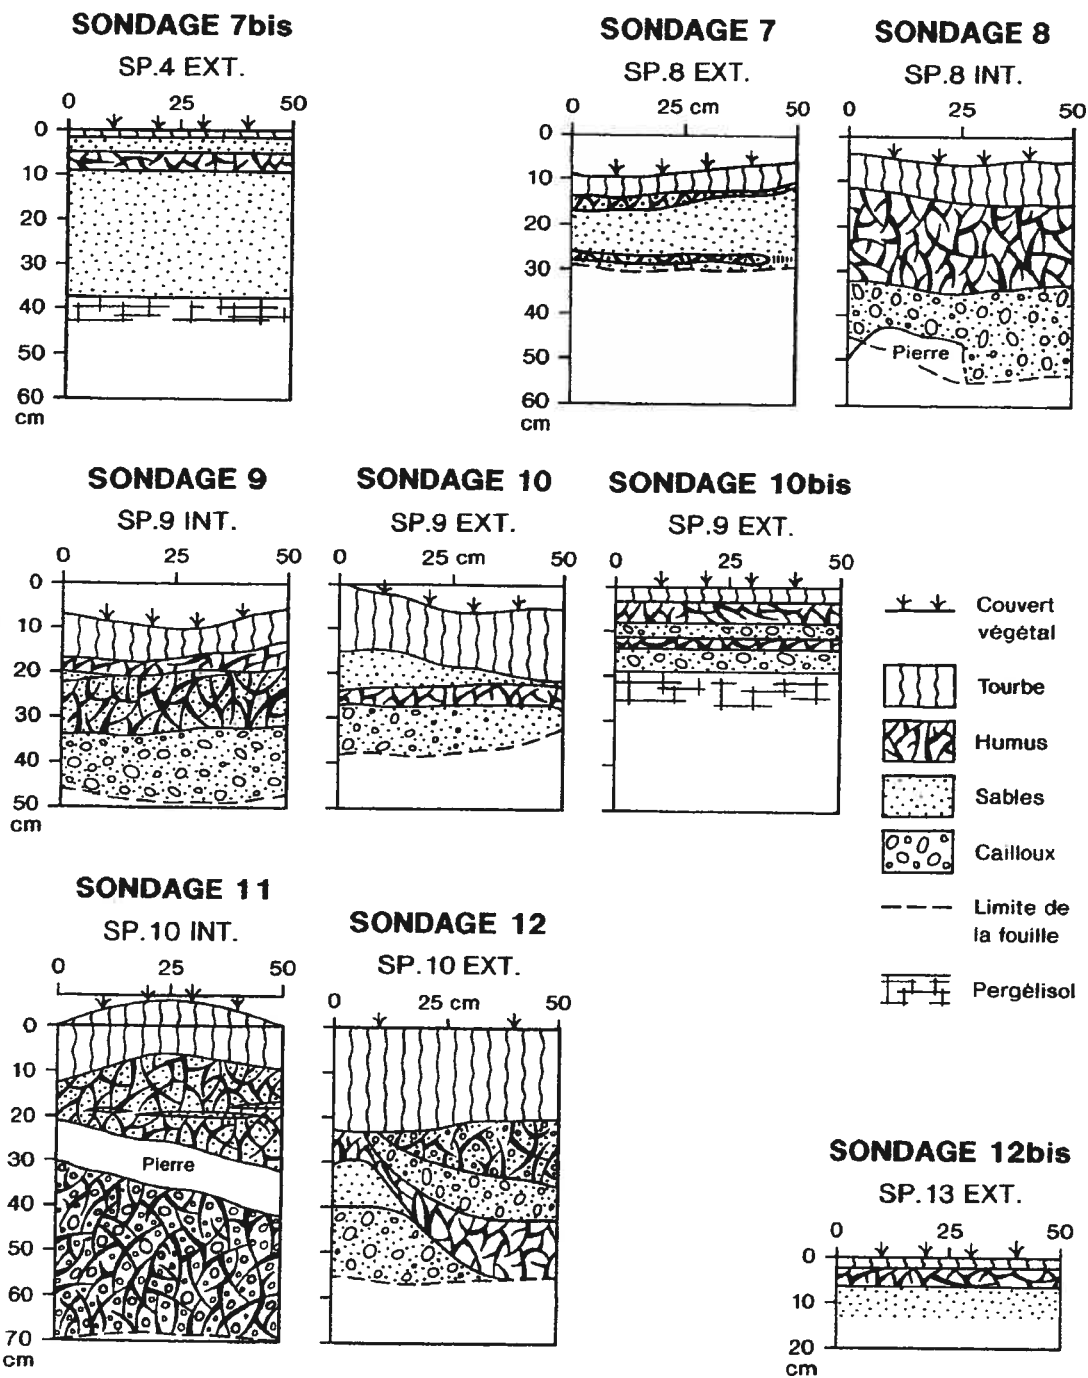 SONDAGE 7bis
SP.4 EXT.
0 25 50
0
10
20
30
40
50
60
cm
SONDAGE 7
SP.8 EXT.
0 25 cm 50
0
10
20
30
40
50
60
cm
SONDAGE 8
SP.8 INT.
0 25 50
Pierre
SONDAGE 9
SP.9 INT.
0 25 50
0
10
20
30
40
50
cm
SONDAGE 10
SP.9 EXT.
0 25 cm 50
SONDAGE 10bis
SP.9 EXT.
0 25 50
Couvert
végétal
Tourbe
Humus
Sables
Cailloux
Limite de
la fouille
Pergélisol
SONDAGE 11
SP.10 INT.
0 25 50
0
10
20
30
40
50
60
70
cm
Pierre
SONDAGE 12
SP.10 EXT.
0 25 cm 50
SONDAGE 12bis
SP.13 EXT.
0 25 50
0
10
20
cm